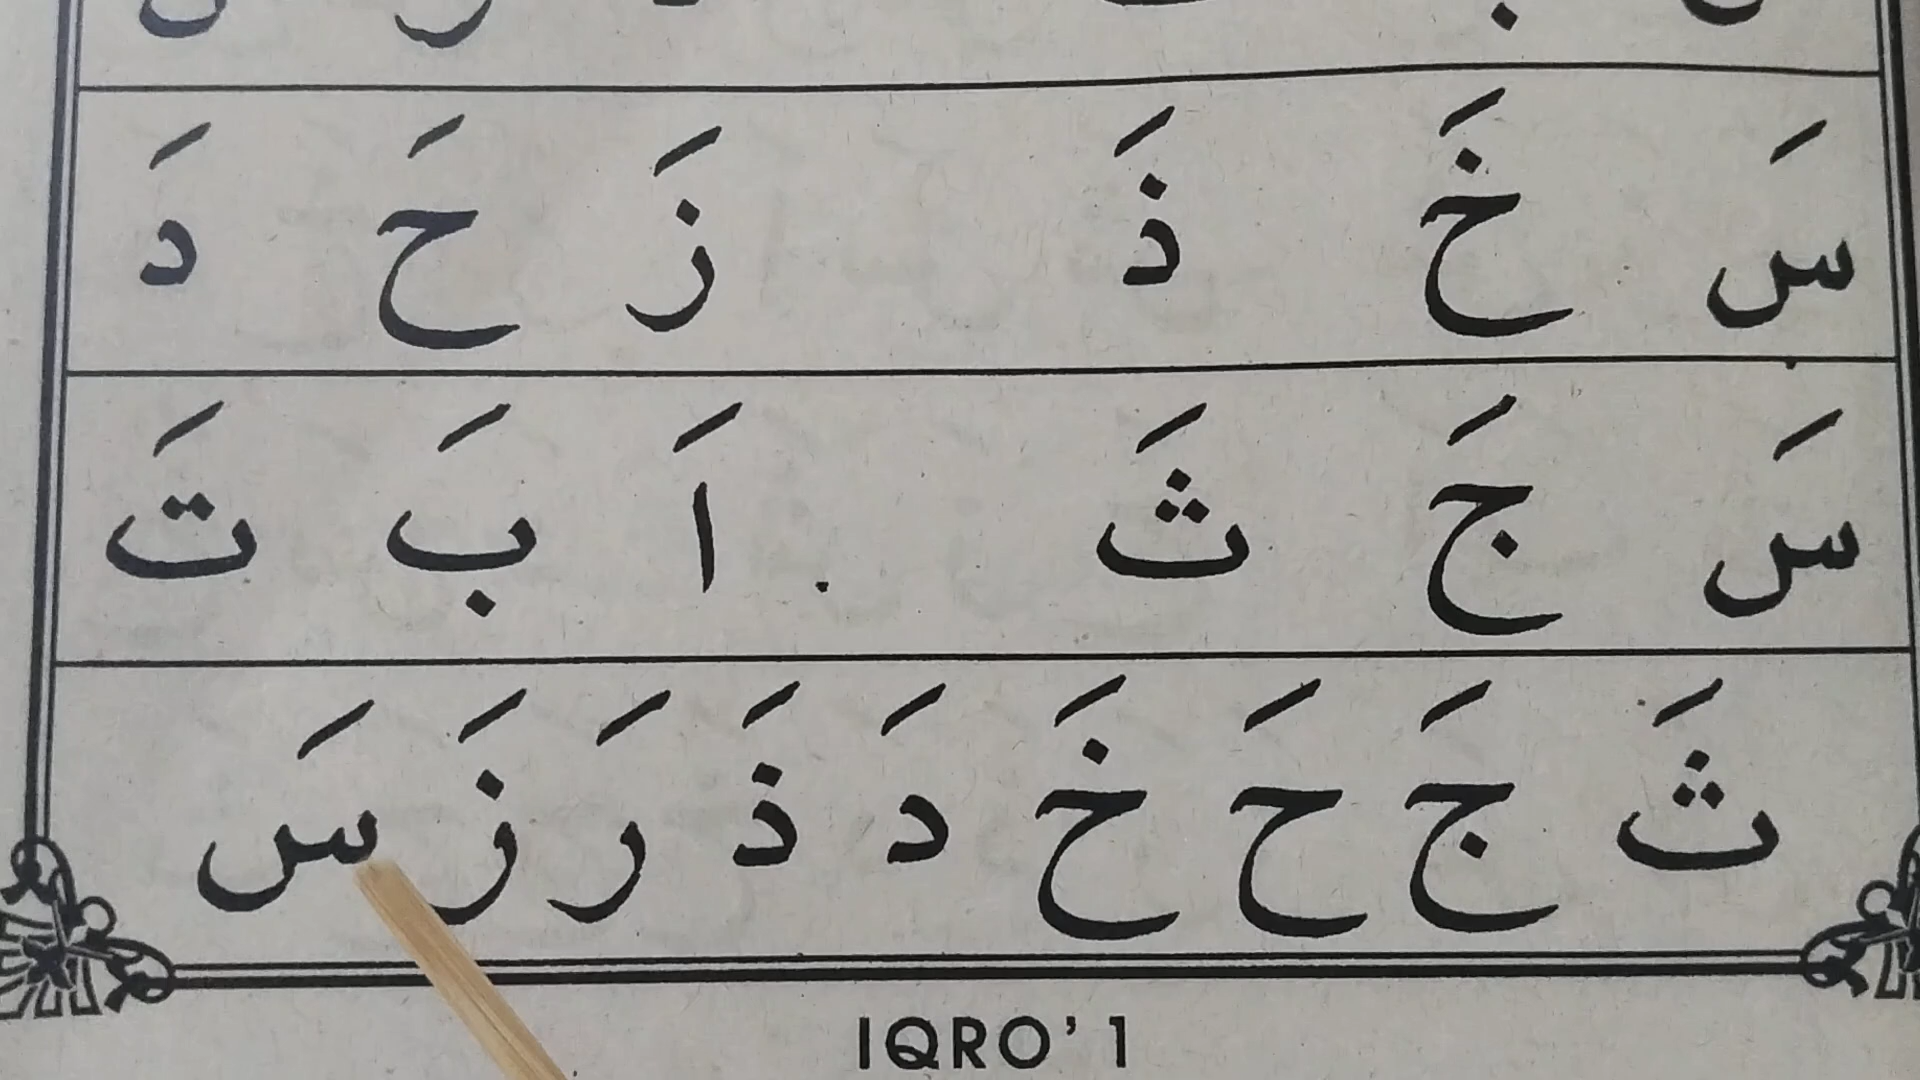 سَ خَ ذَ زَ حَ دَ
سَ جَ ثَ اَ بَ تَ
ثَ جَ حَ خَ دَ ذَ رَ زَ سَ
IQRO’ 1